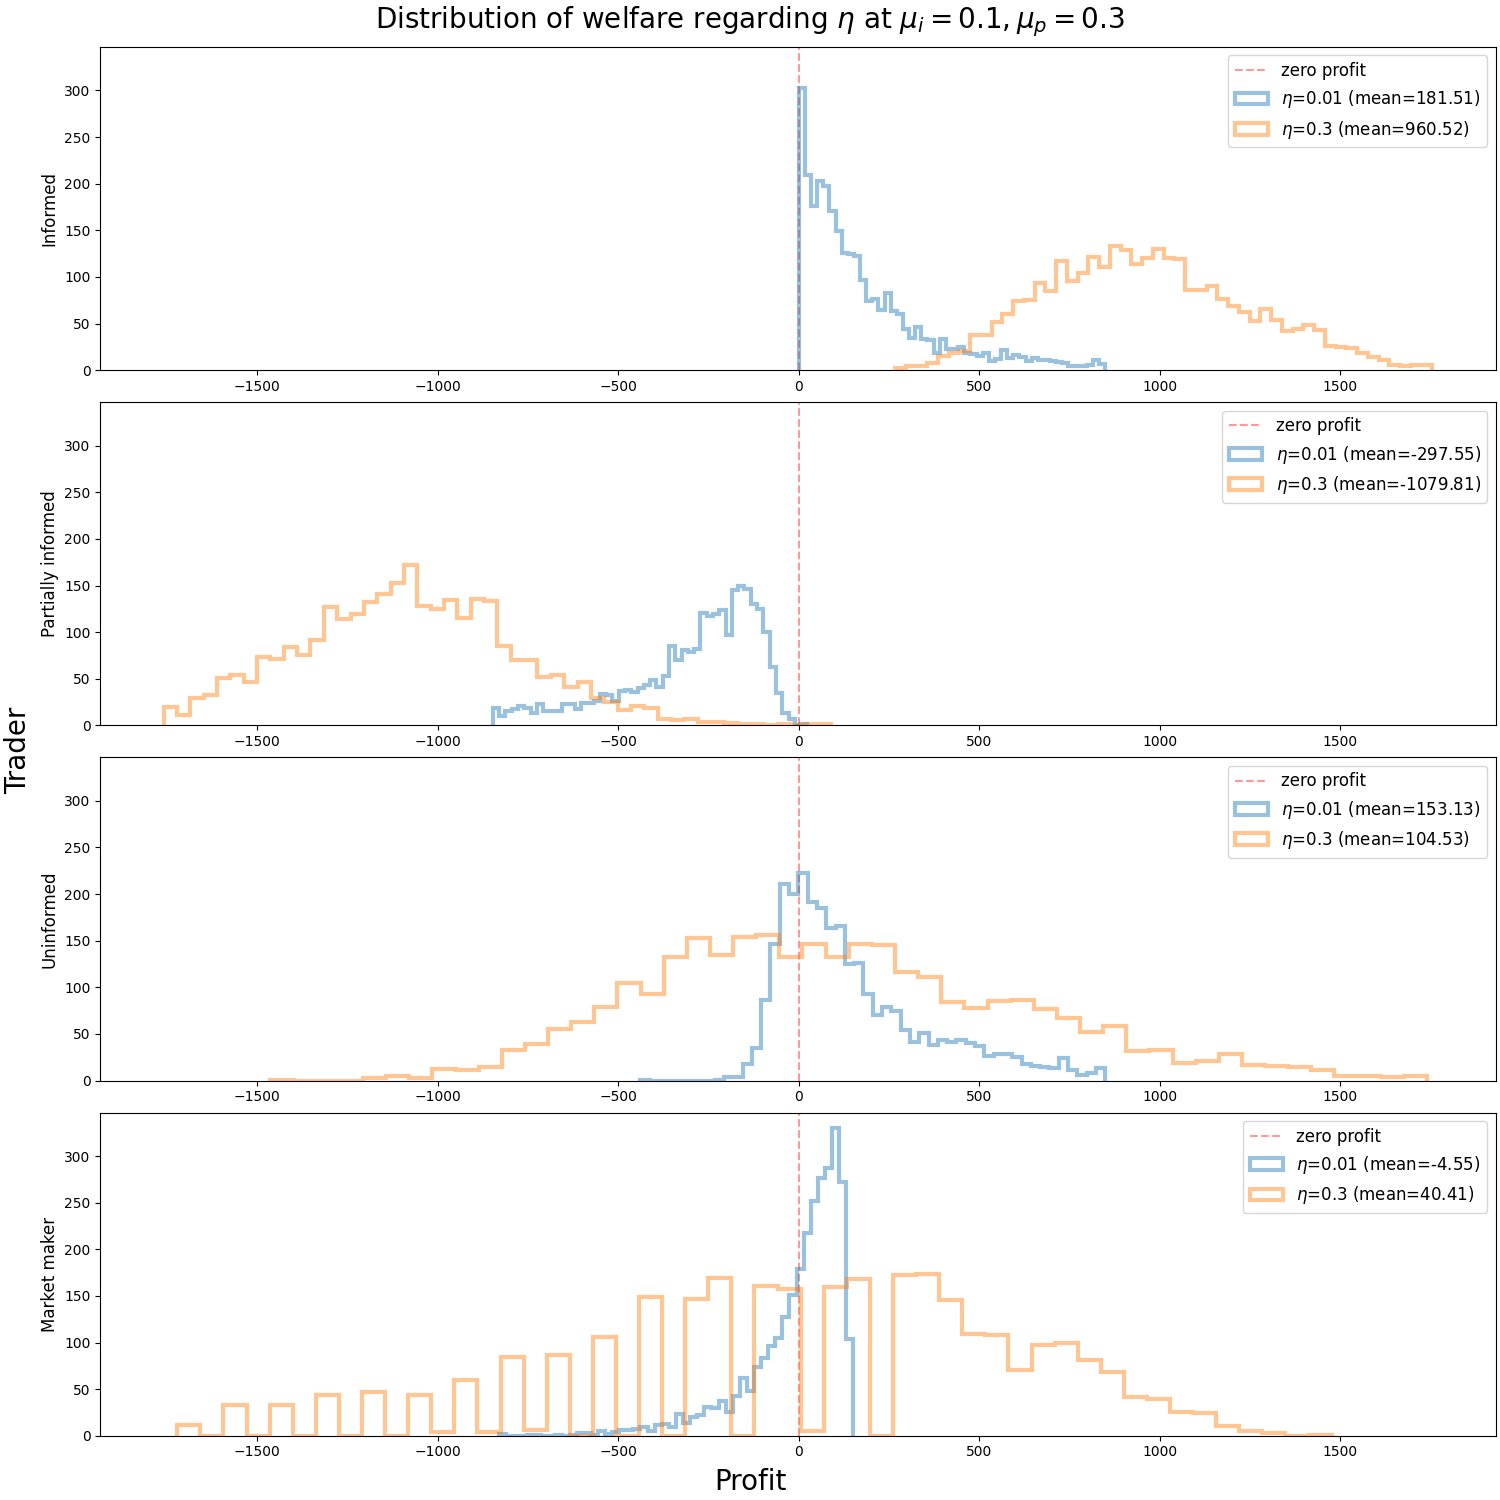 Distribution of welfare regarding η at μᵢ = 0.1, μₚ = 0.3
zero profit
η=0.01 (mean=181.51)
η=0.3 (mean=960.52)
300
250
200
150
100
50
0
Informed
−1500 −1000 −500 0 500 1000 1500
zero profit
η=0.01 (mean=-297.55)
η=0.3 (mean=-1079.81)
300
250
200
150
100
50
0
Partially informed
−1500 −1000 −500 0 500 1000 1500
Trader
zero profit
η=0.01 (mean=153.13)
η=0.3 (mean=104.53)
300
250
200
150
100
50
0
Uninformed
−1500 −1000 −500 0 500 1000 1500
zero profit
η=0.01 (mean=-4.55)
η=0.3 (mean=40.41)
300
250
200
150
100
50
0
Market maker
−1500 −1000 −500 0 500 1000 1500
Profit